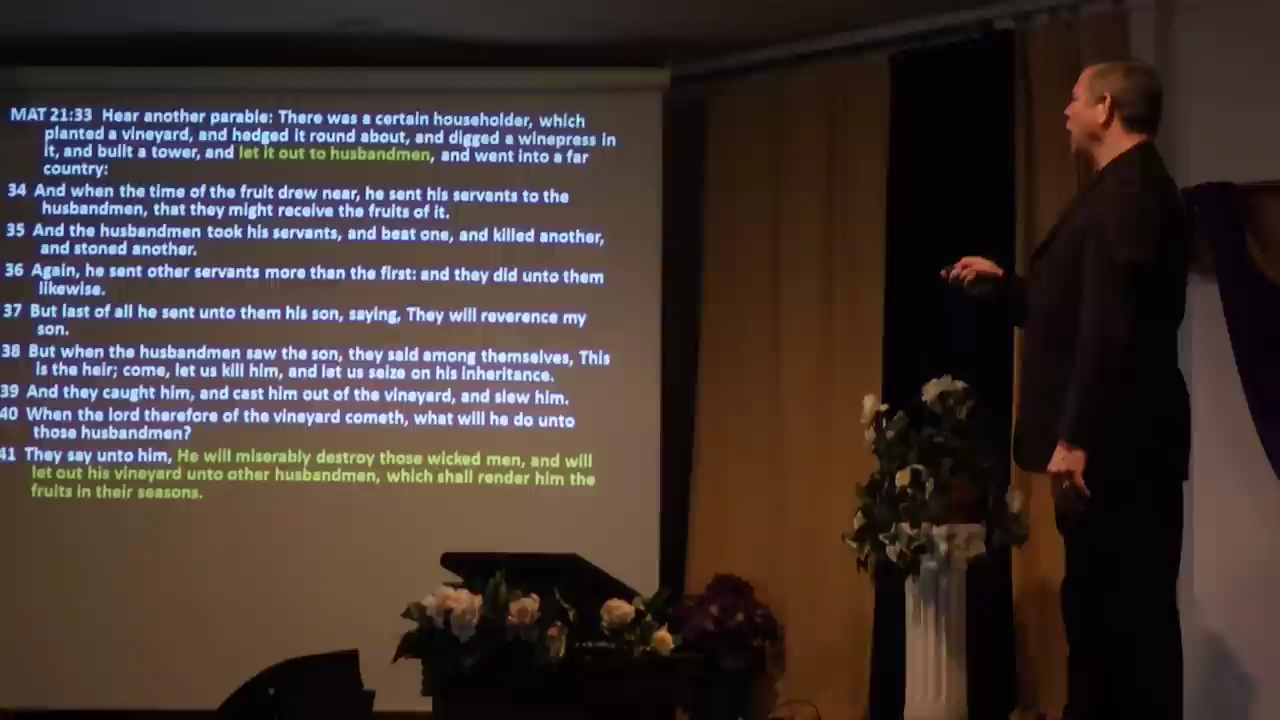 MAT 21:33 Hear another parable: There was a certain householder, which
planted a vineyard, and hedged it round about, and digged a winepress in
it, and built a tower, and let it out to husbandmen, and went into a far
country:
34 And when the time of the fruit drew near, he sent his servants to the
husbandmen, that they might receive the fruits of it.
35 And the husbandmen took his servants, and beat one, and killed another,
and stoned another.
36 Again, he sent other servants more than the first: and they did unto them
likewise.
37 But last of all he sent unto them his son, saying, They will reverence my
son.
38 But when the husbandmen saw the son, they said among themselves, This
is the heir; come, let us kill him, and let us seize on his inheritance.
39 And they caught him, and cast him out of the vineyard, and slew him.
40 When the lord therefore of the vineyard cometh, what will he do unto
those husbandmen?
41 They say unto him, He will miserably destroy those wicked men, and will
let out his vineyard unto other husbandmen, which shall render him the
fruits in their seasons.